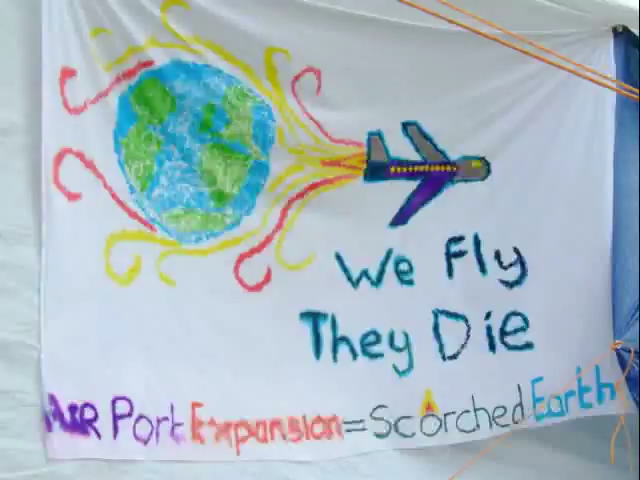 We Fly
They Die
AIR Port Expansion = Scorched Earth